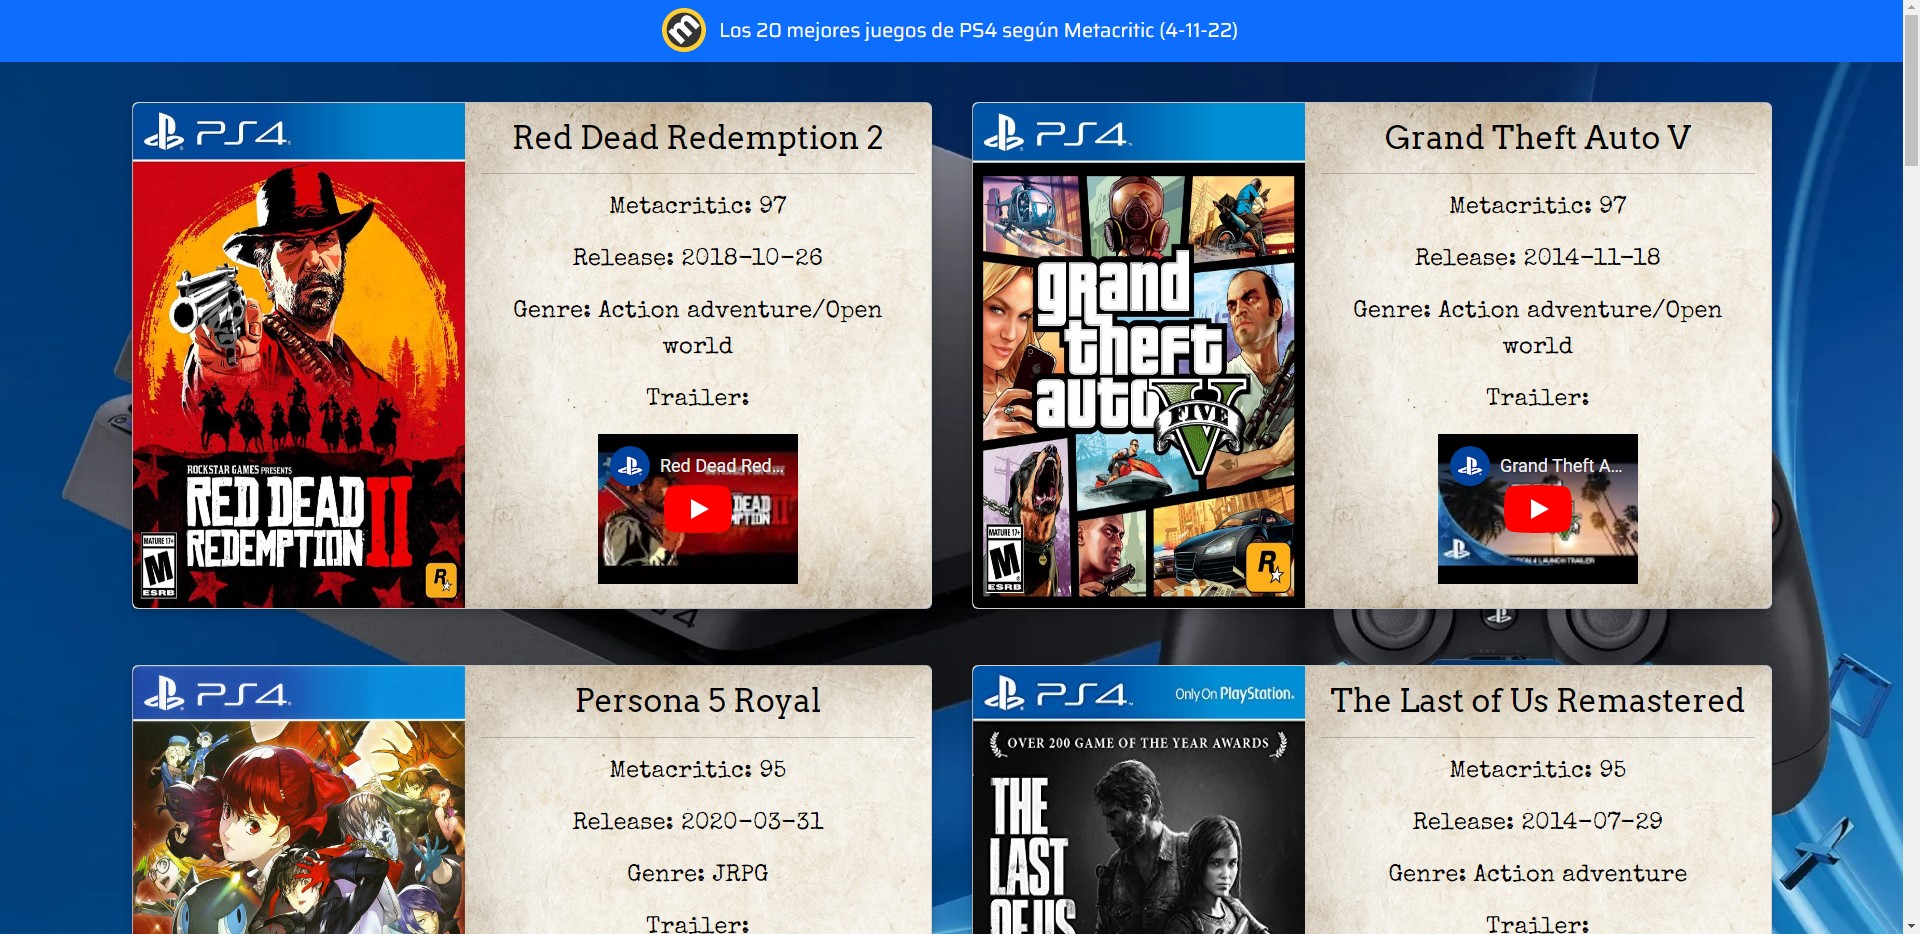 Los 20 mejores juegos de PS4 según Metacritic (4-11-22)
PS4
Red Dead Redemption 2
Metacritic: 97
Release: 2018-10-26
Genre: Action adventure/Open
world
Trailer:
Red Dead Red...
ROCKSTAR GAMES PRESENTS
RED DEAD
REDEMPTION II
MATURE 17+
M
ESRB
R
PS4
Grand Theft Auto V
Metacritic: 97
Release: 2014-11-18
Genre: Action adventure/Open
world
Trailer:
Grand Theft A...
grand
theft
auto
FIVE
V
MATURE 17+
M
ESRB
R
PS4
Persona 5 Royal
Metacritic: 95
Release: 2020-03-31
Genre: JRPG
Trailer:
PS4
Only On PlayStation.
The Last of Us Remastered
OVER 200 GAME OF THE YEAR AWARDS
THE
LAST
OF US
Metacritic: 95
Release: 2014-07-29
Genre: Action adventure
Trailer: